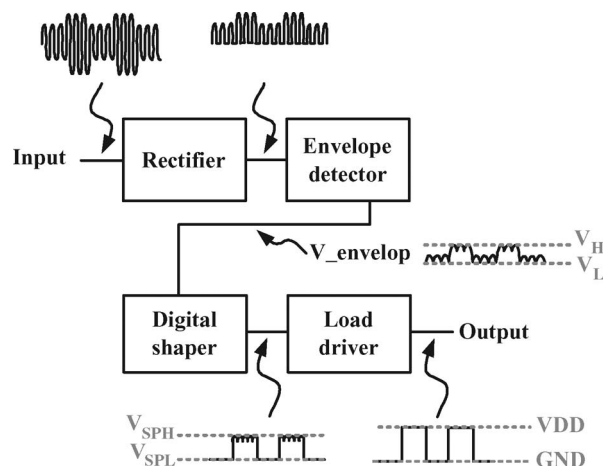 Input
Rectifier
Envelope
detector
V_envelop
V_H
V_L
Digital
shaper
Load
driver
Output
V_SPH
V_SPL
VDD
GND